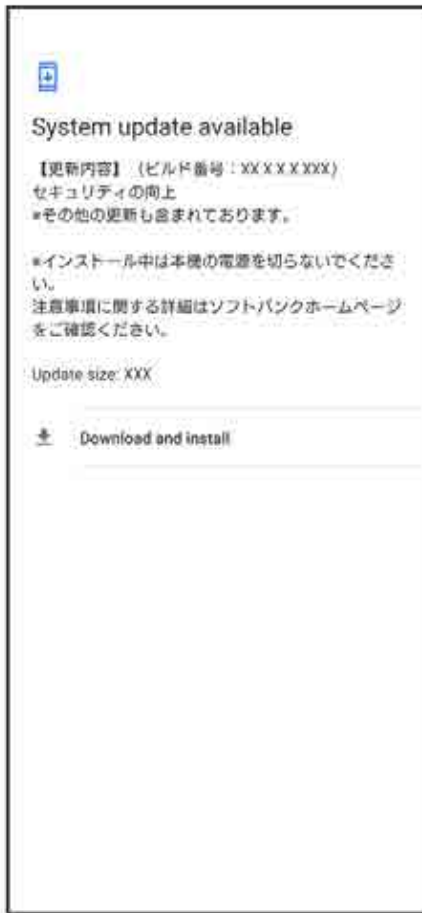 System update available
【更新内容】（ビルド番号：XXXXXXXX）
セキュリティの向上
*その他の更新も含まれております。
*インストール中は本機の電源を切らないでくださ
い。
注意事項に関する詳細はソフトバンクホームページ
をご確認ください。
Update size: XXX
Download and install